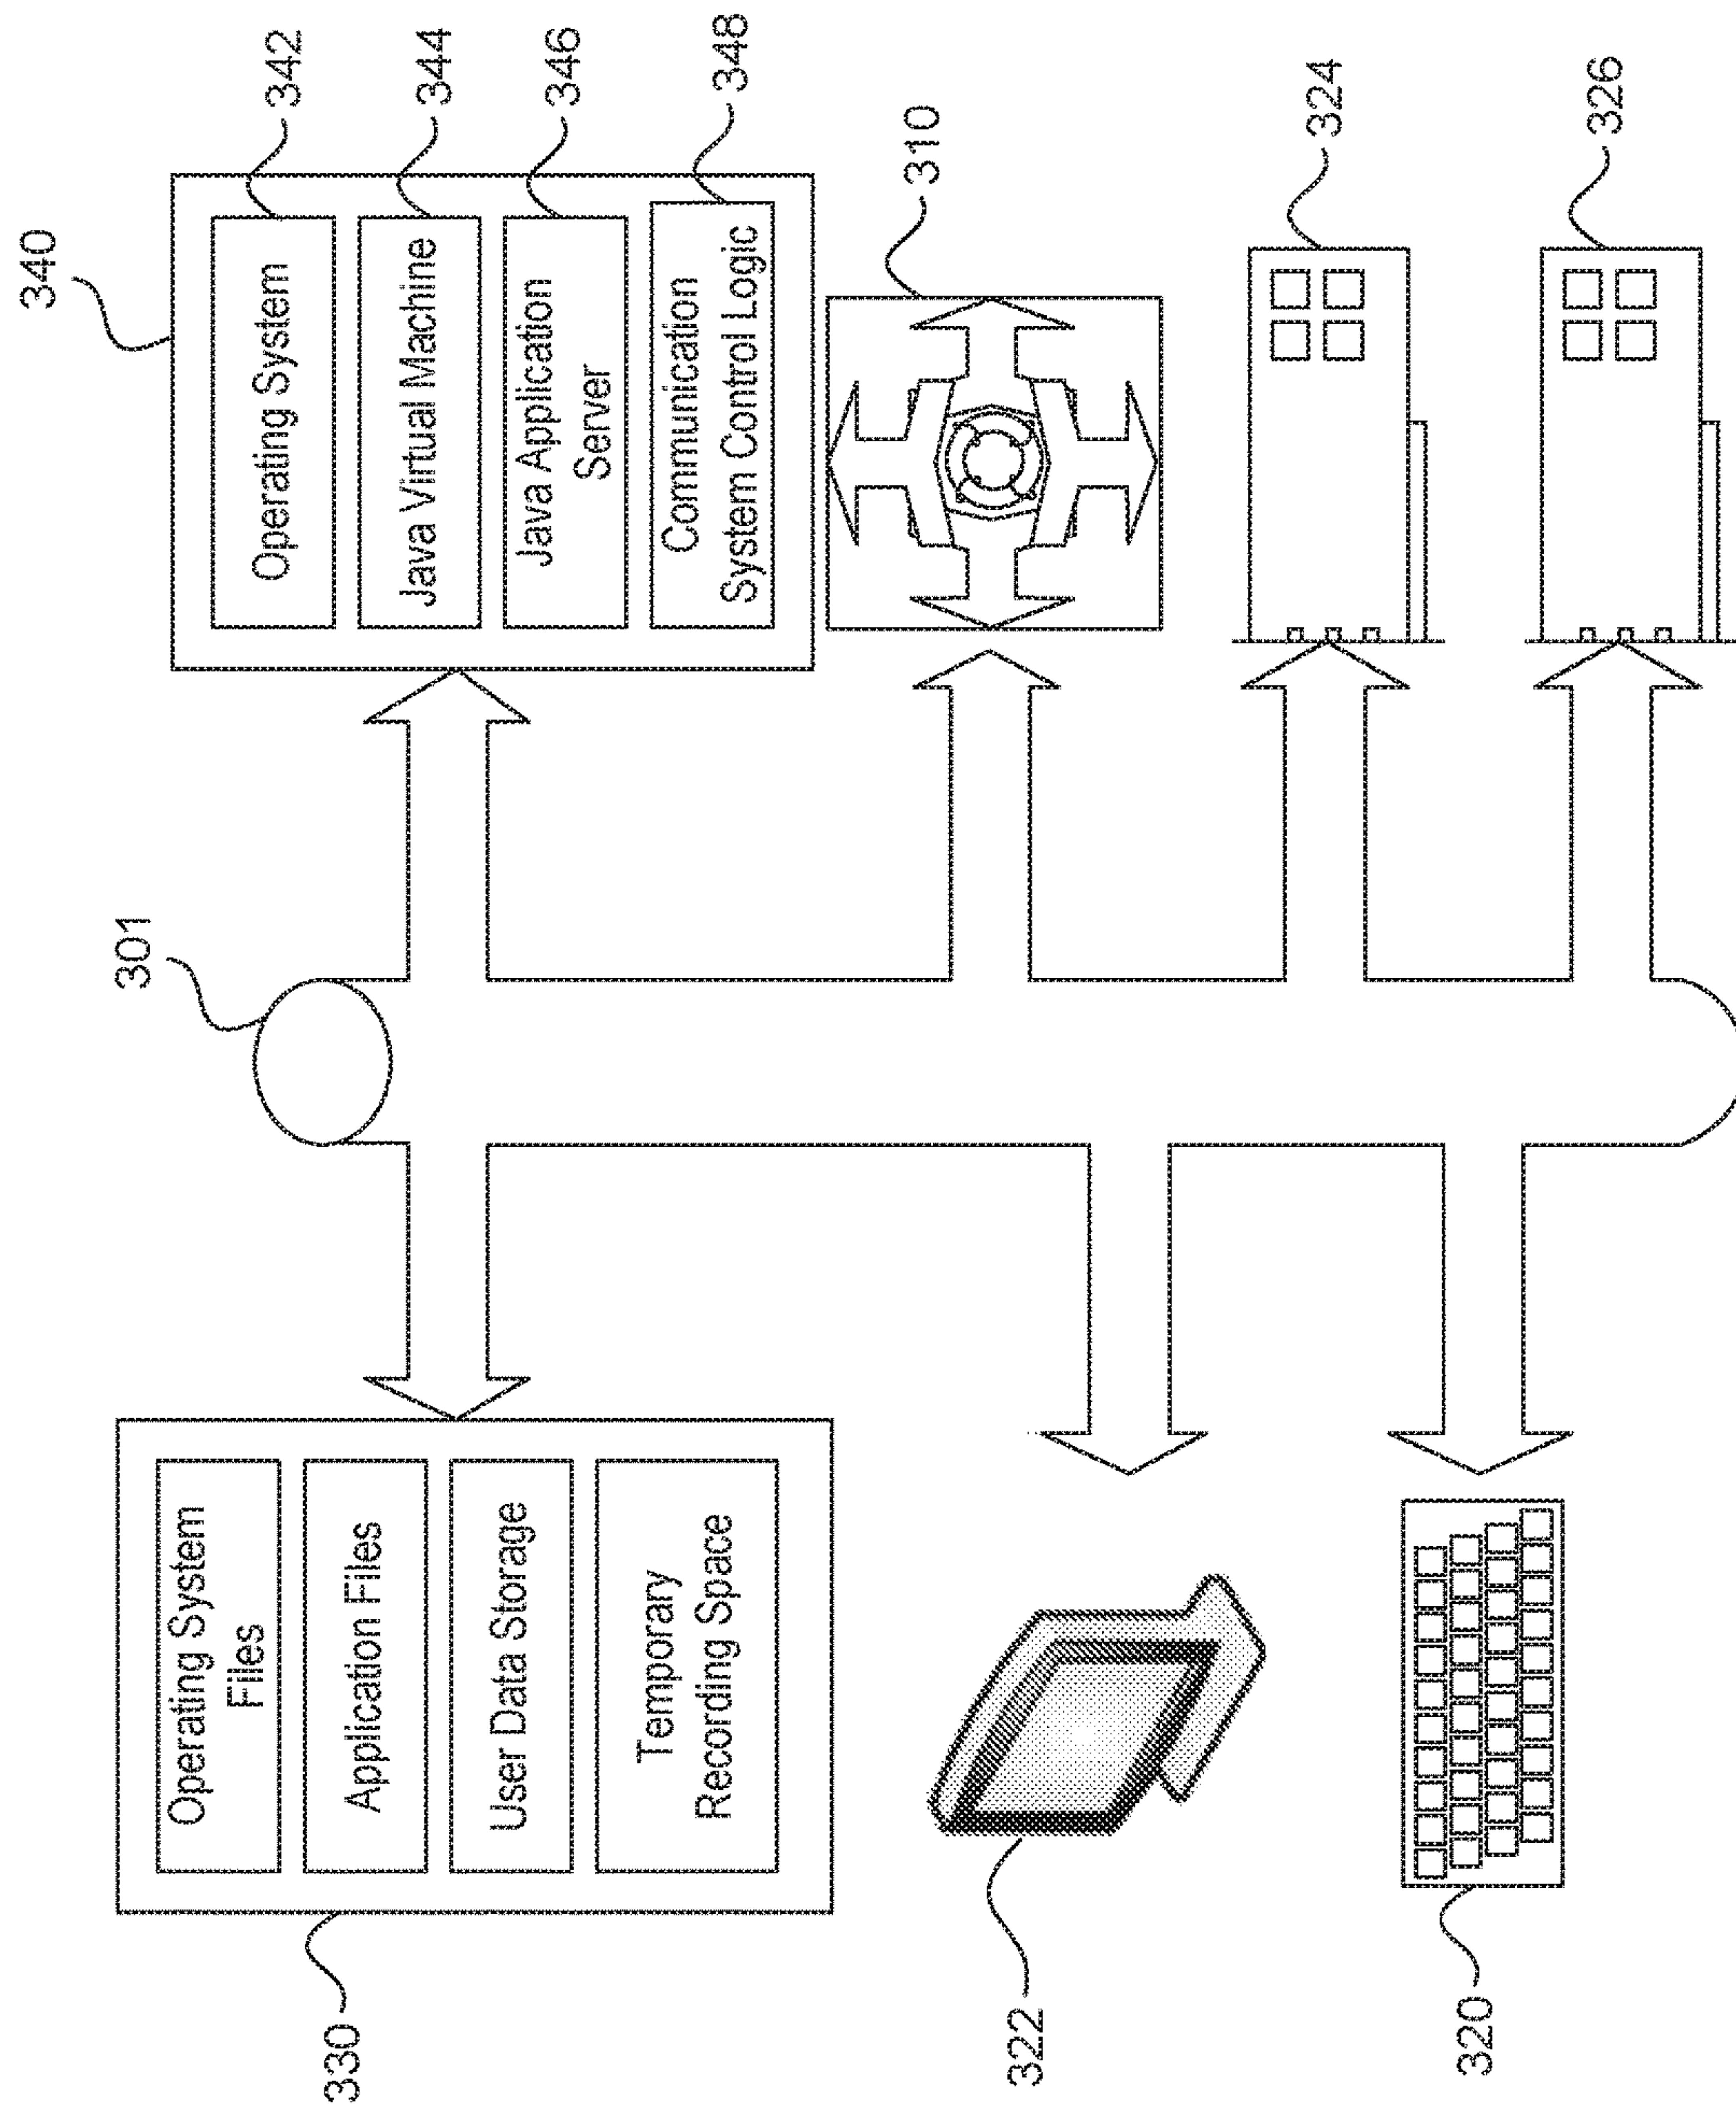 340
Operating System
342
Java Virtual Machine
344
Java Application
Server
346
Communication
System Control Logic
348
310
324
326
301
Operating System
Files
Application Files
User Data Storage
Temporary
Recording Space
330
322
320